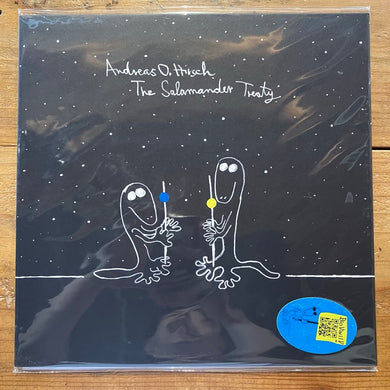 Andreas O. Hirsch
The Salamander Treaty